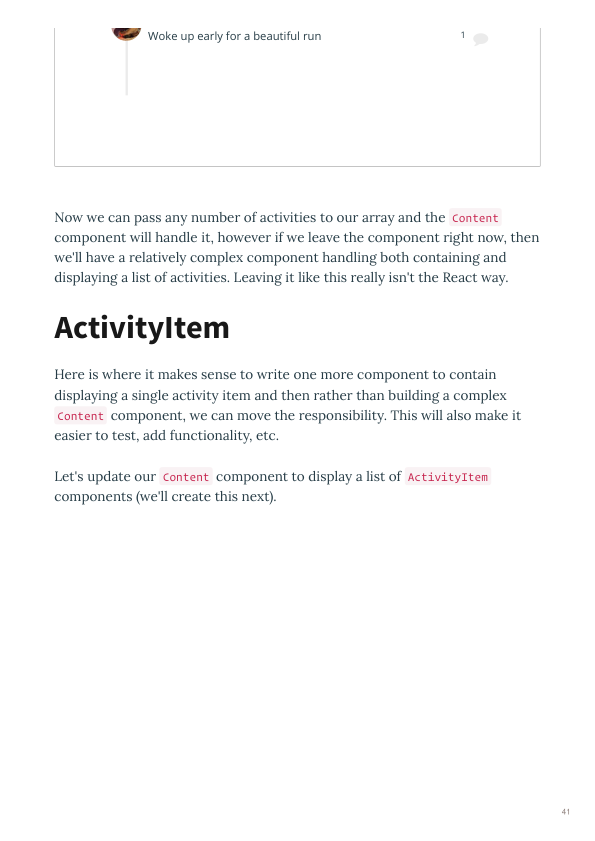 Woke up early for a beautiful run 1
Now we can pass any number of activities to our array and the Content
component will handle it, however if we leave the component right now, then
we'll have a relatively complex component handling both containing and
displaying a list of activities. Leaving it like this really isn't the React way.
ActivityItem
Here is where it makes sense to write one more component to contain
displaying a single activity item and then rather than building a complex
Content component, we can move the responsibility. This will also make it
easier to test, add functionality, etc.
Let's update our Content component to display a list of ActivityItem
components (we'll create this next).
41